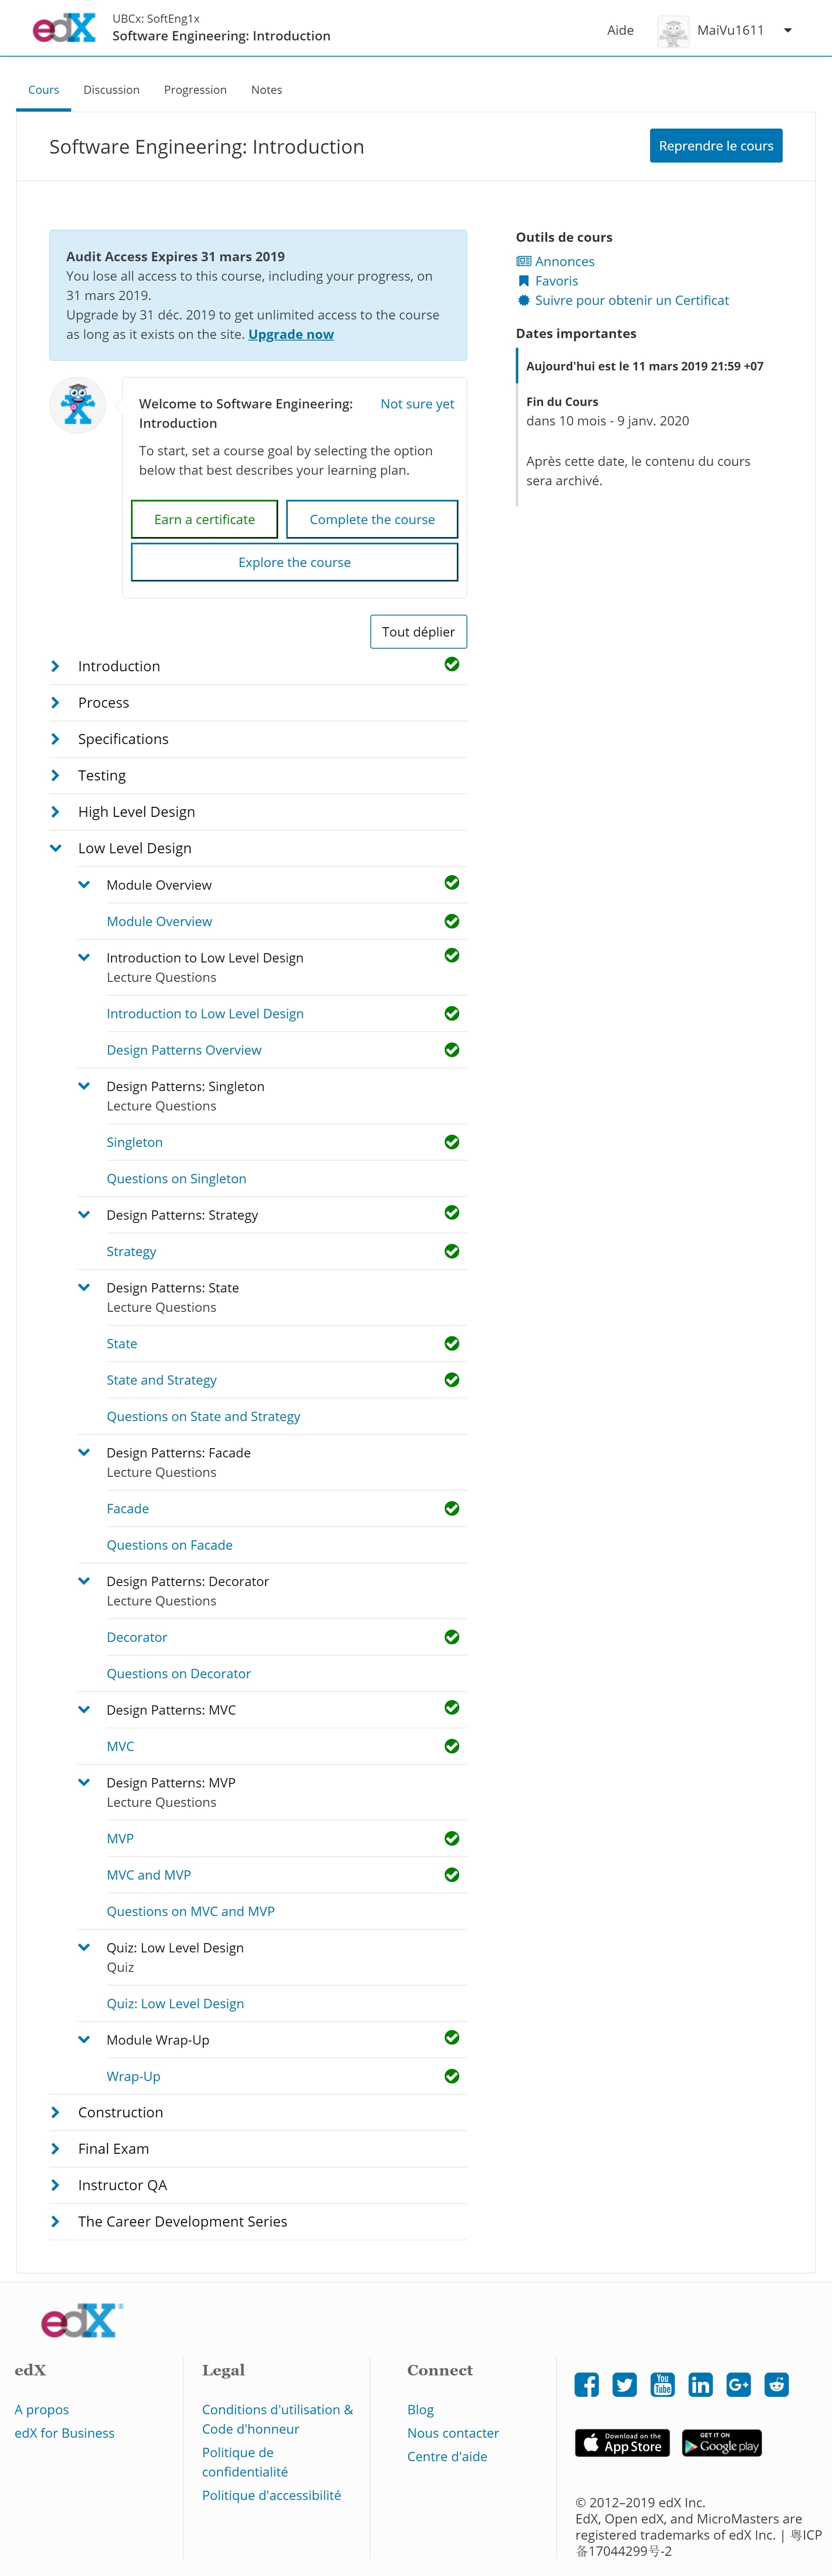 edX
UBCx: SoftEng1x
Software Engineering: Introduction
Aide
MaiVu1611
Cours
Discussion
Progression
Notes
Software Engineering: Introduction
Reprendre le cours
Audit Access Expires 31 mars 2019
You lose all access to this course, including your progress, on
31 mars 2019.
Upgrade by 31 déc. 2019 to get unlimited access to the course
as long as it exists on the site. Upgrade now
Welcome to Software Engineering:
Introduction
Not sure yet
To start, set a course goal by selecting the option
below that best describes your learning plan.
Earn a certificate
Complete the course
Explore the course
Outils de cours
Annonces
Favoris
Suivre pour obtenir un Certificat
Dates importantes
Aujourd'hui est le 11 mars 2019 21:59 +07
Fin du Cours
dans 10 mois - 9 janv. 2020
Après cette date, le contenu du cours
sera archivé.
Tout déplier
Introduction
Process
Specifications
Testing
High Level Design
Low Level Design
Module Overview
Module Overview
Introduction to Low Level Design
Lecture Questions
Introduction to Low Level Design
Design Patterns Overview
Design Patterns: Singleton
Lecture Questions
Singleton
Questions on Singleton
Design Patterns: Strategy
Strategy
Design Patterns: State
Lecture Questions
State
State and Strategy
Questions on State and Strategy
Design Patterns: Facade
Lecture Questions
Facade
Questions on Facade
Design Patterns: Decorator
Lecture Questions
Decorator
Questions on Decorator
Design Patterns: MVC
MVC
Design Patterns: MVP
Lecture Questions
MVP
MVC and MVP
Questions on MVC and MVP
Quiz: Low Level Design
Quiz
Quiz: Low Level Design
Module Wrap-Up
Wrap-Up
Construction
Final Exam
Instructor QA
The Career Development Series
edX®
edX
A propos
edX for Business
Legal
Conditions d'utilisation &
Code d'honneur
Politique de
confidentialité
Politique d'accessibilité
Connect
Blog
Nous contacter
Centre d'aide
You
Tube
in
G+
Download on the
App Store
GET IT ON
Google play
© 2012–2019 edX Inc.
EdX, Open edX, and MicroMasters are
registered trademarks of edX Inc. | 粤ICP
备17044299号-2